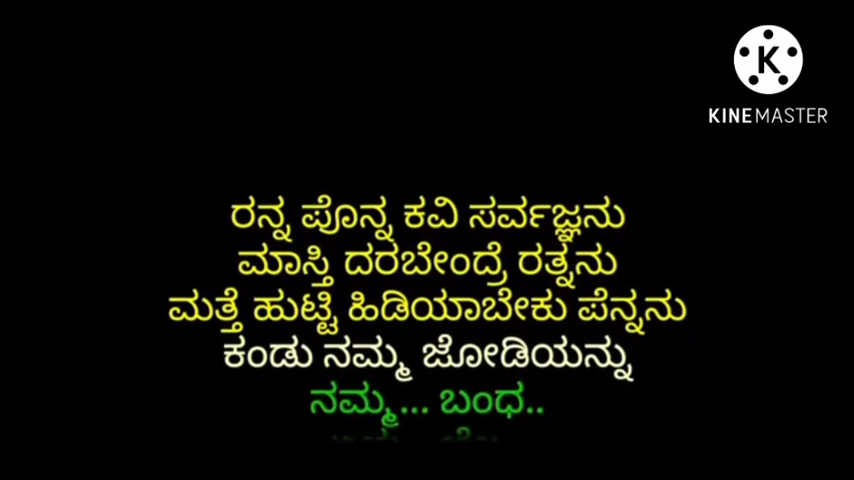 KINEMASTER
ರನ್ನ ಪೊನ್ನ ಕವಿ ಸರ್ವಜ್ಞನು
ಮಾಸ್ತಿ ದರಬೇಂದ್ರೆ ರತ್ನನು
ಮತ್ತೆ ಹುಟ್ಟಿ ಹಿಡಿಯಾಬೇಕು ಪೆನ್ನನು
ಕಂಡು ನಮ್ಮ ಜೋಡಿಯನ್ನು
ನಮ್ಮ... ಬಂಧ..